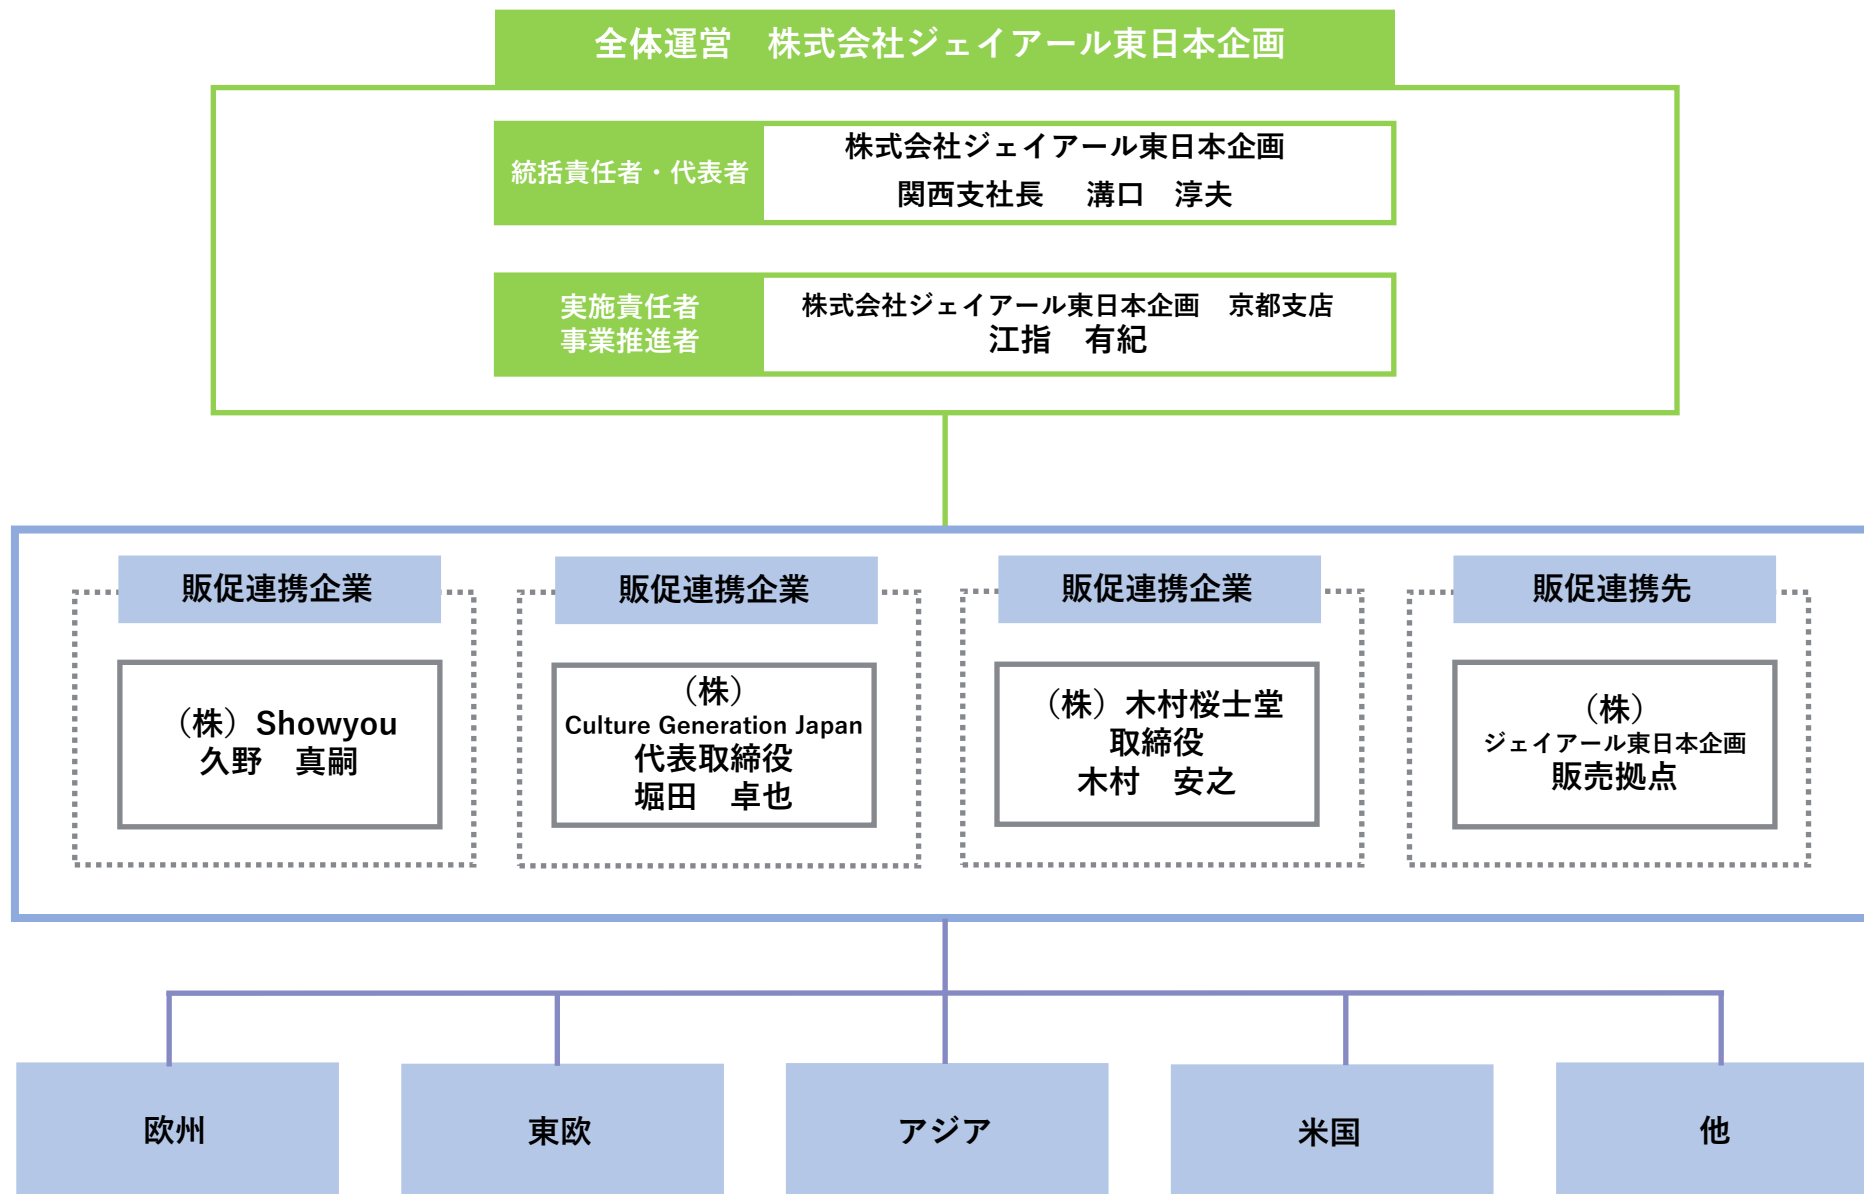 全体運営　株式会社ジェイアール東日本企画
統括責任者・代表者
株式会社ジェイアール東日本企画
関西支社長　溝口　淳夫
実施責任者
事業推進者
株式会社ジェイアール東日本企画　京都支店
江指　有紀
販促連携企業
（株）Showyou
久野　真嗣
販促連携企業
（株）
Culture Generation Japan
代表取締役
堀田　卓也
販促連携企業
（株）木村桜士堂
取締役
木村　安之
販促連携先
（株）
ジェイアール東日本企画
販売拠点
欧州
東欧
アジア
米国
他